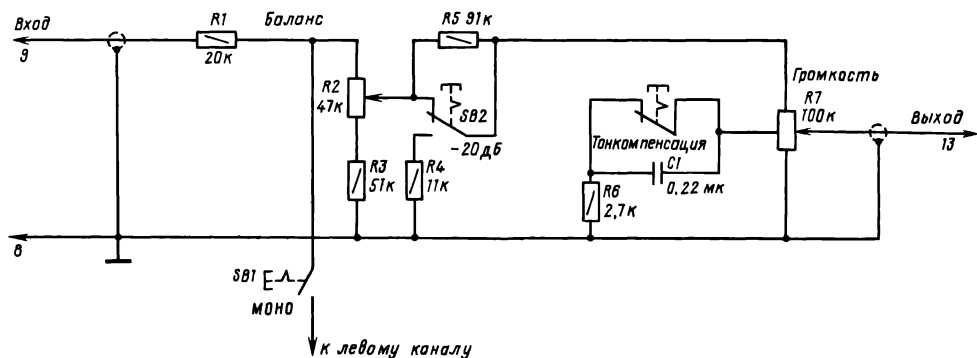 Вход
9
R1
20к
Баланс
R2
47к
R3
51к
R5 91к
SB2
-20дБ
R4
11к
Тонкомпенсация
C1
0,22 мк
R6
2,7к
Громкость
R7
100к
Выход
13
8
SB1
моно
к левому каналу